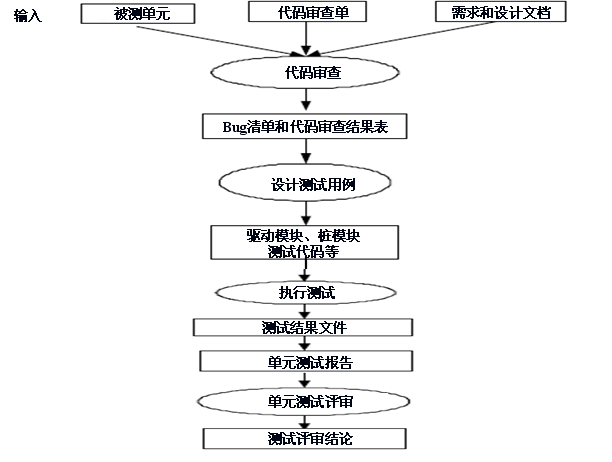 输入
被测单元
代码审查单
需求和设计文档
代码审查
Bug清单和代码审查结果表
设计测试用例
驱动模块、桩模块
测试代码等
执行测试
测试结果文件
单元测试报告
单元测试评审
测试评审结论